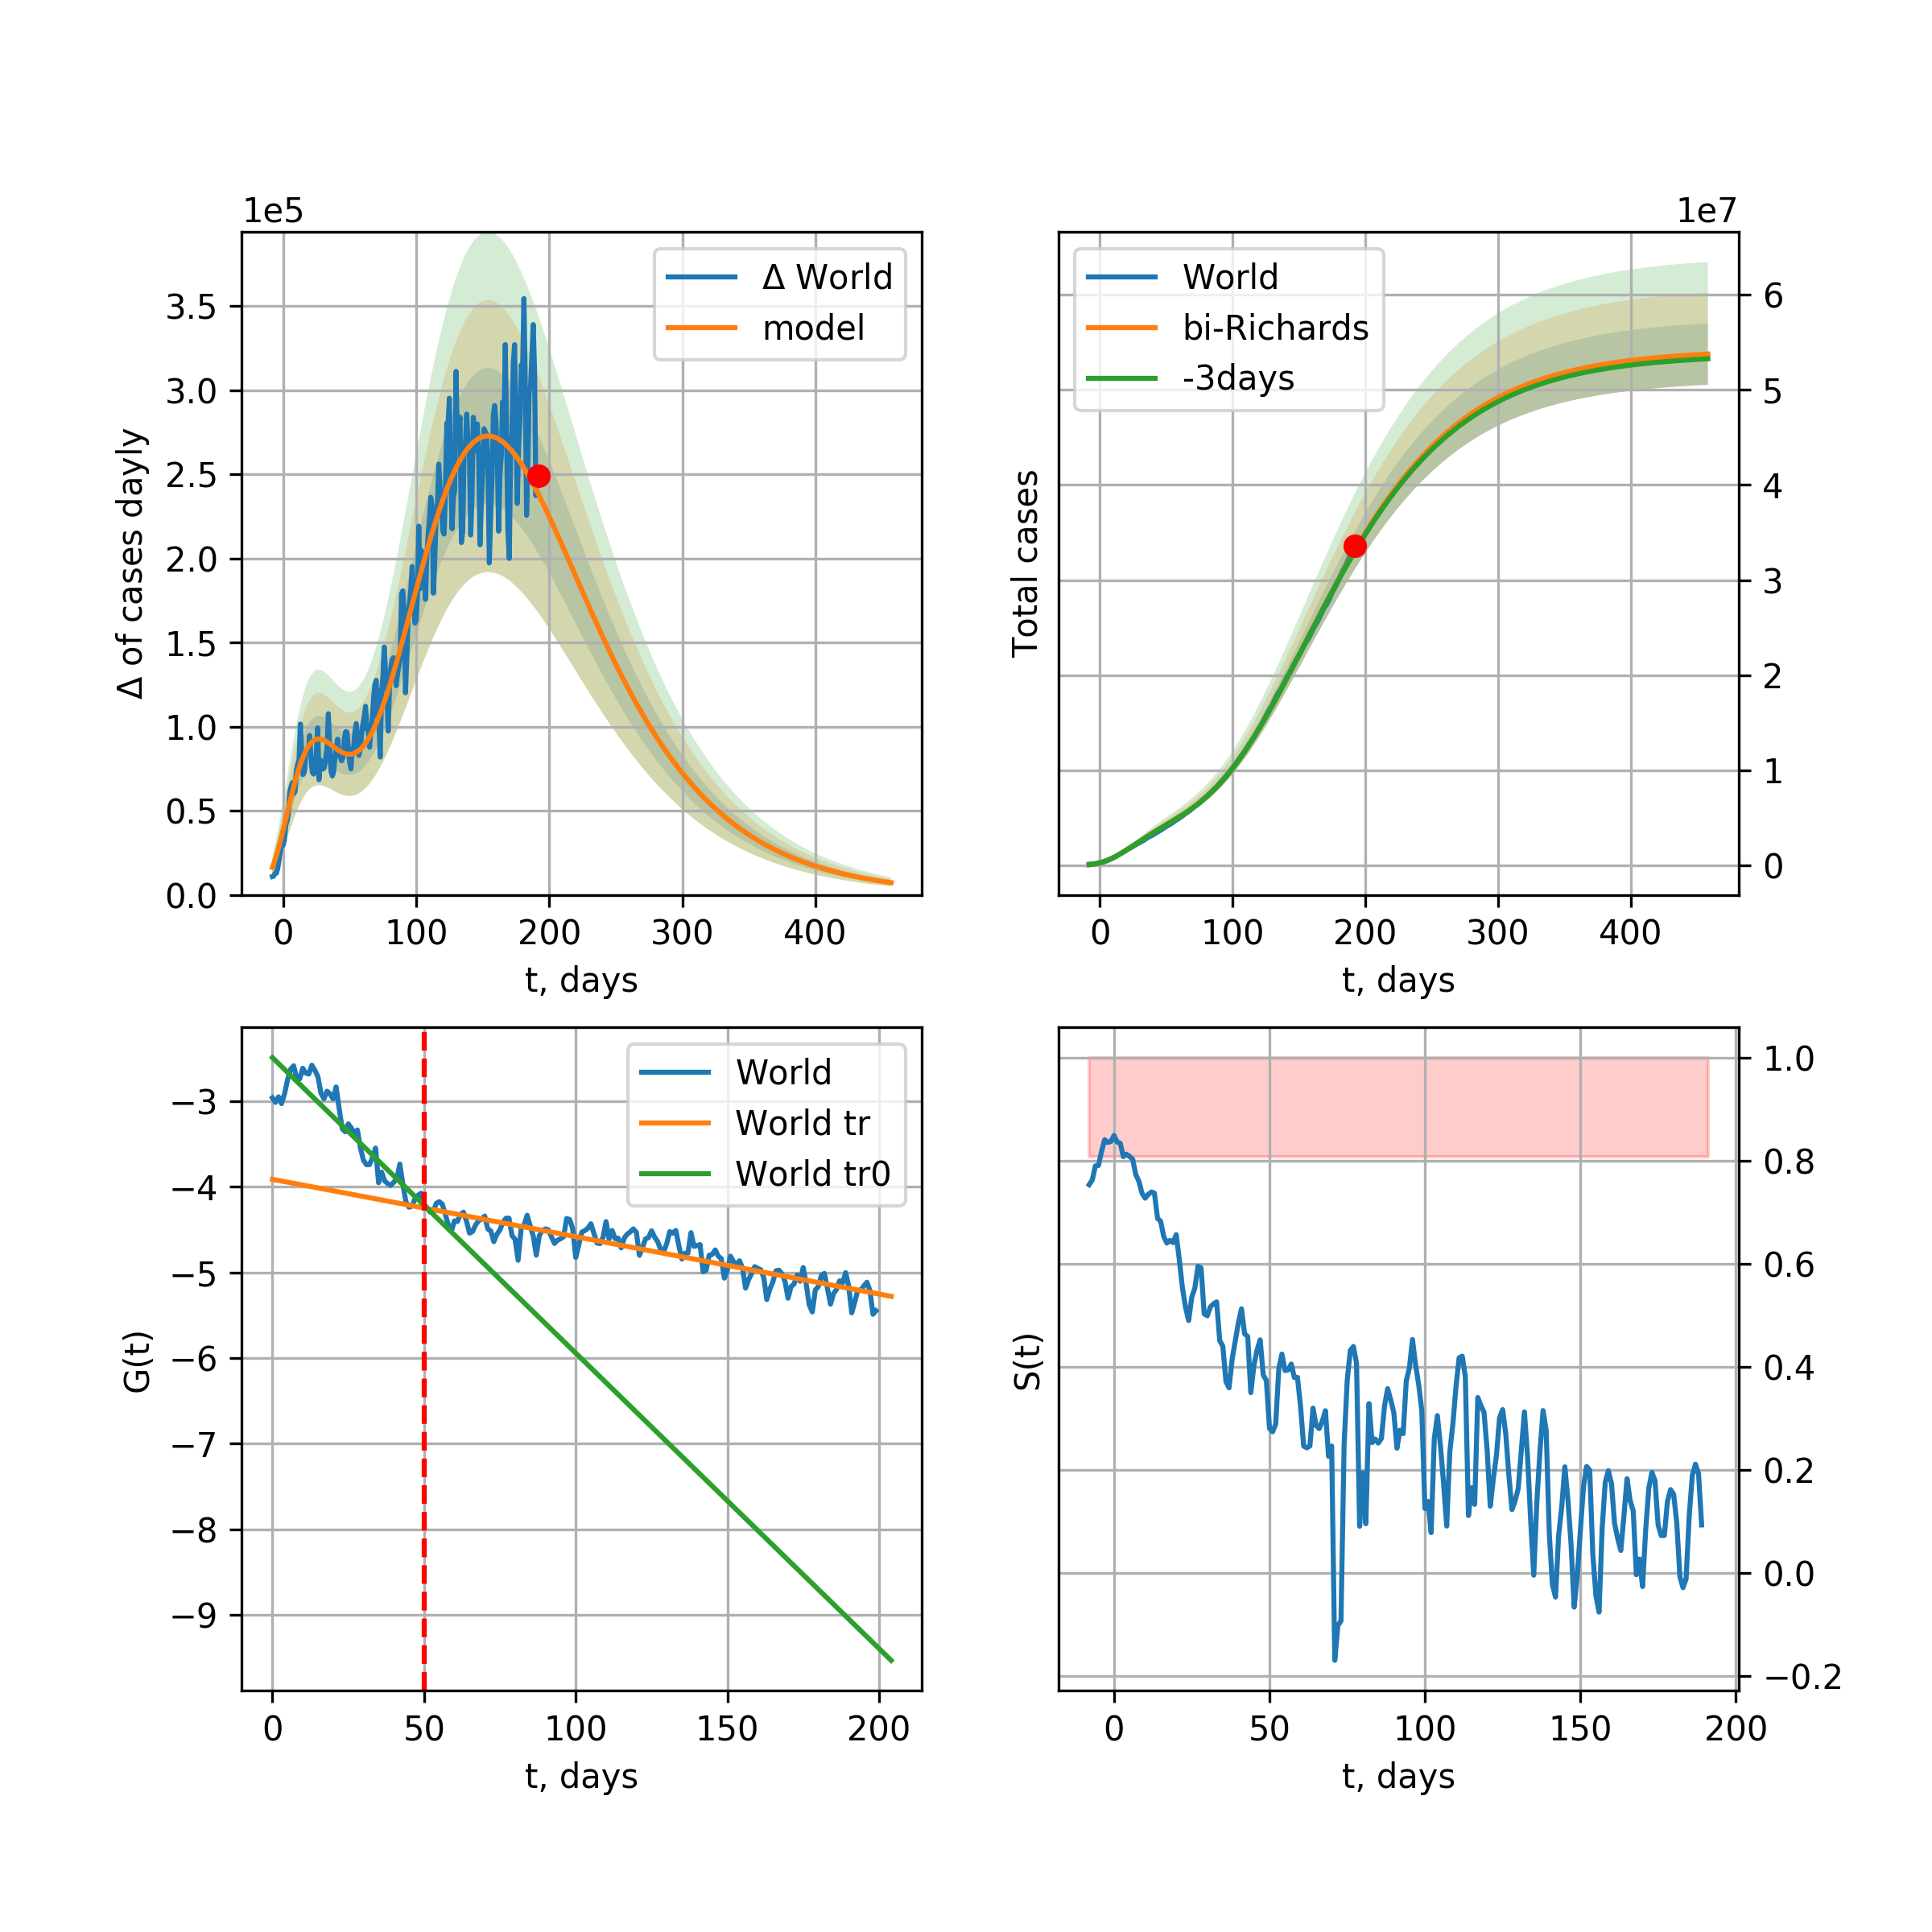 1e5
Δ World
model
3.5
3.0
2.5
2.0
1.5
1.0
0.5
0.0
Δ of cases dayly
0 100 200 300 400
t, days
1e7
World
bi-Richards
-3days
6
5
4
3
2
1
0
Total cases
0 100 200 300 400
t, days
World
World tr
World tr0
−3
−4
−5
−6
−7
−8
−9
G(t)
0 50 100 150 200
t, days
1.0
0.8
0.6
0.4
0.2
0.0
−0.2
S(t)
0 50 100 150 200
t, days